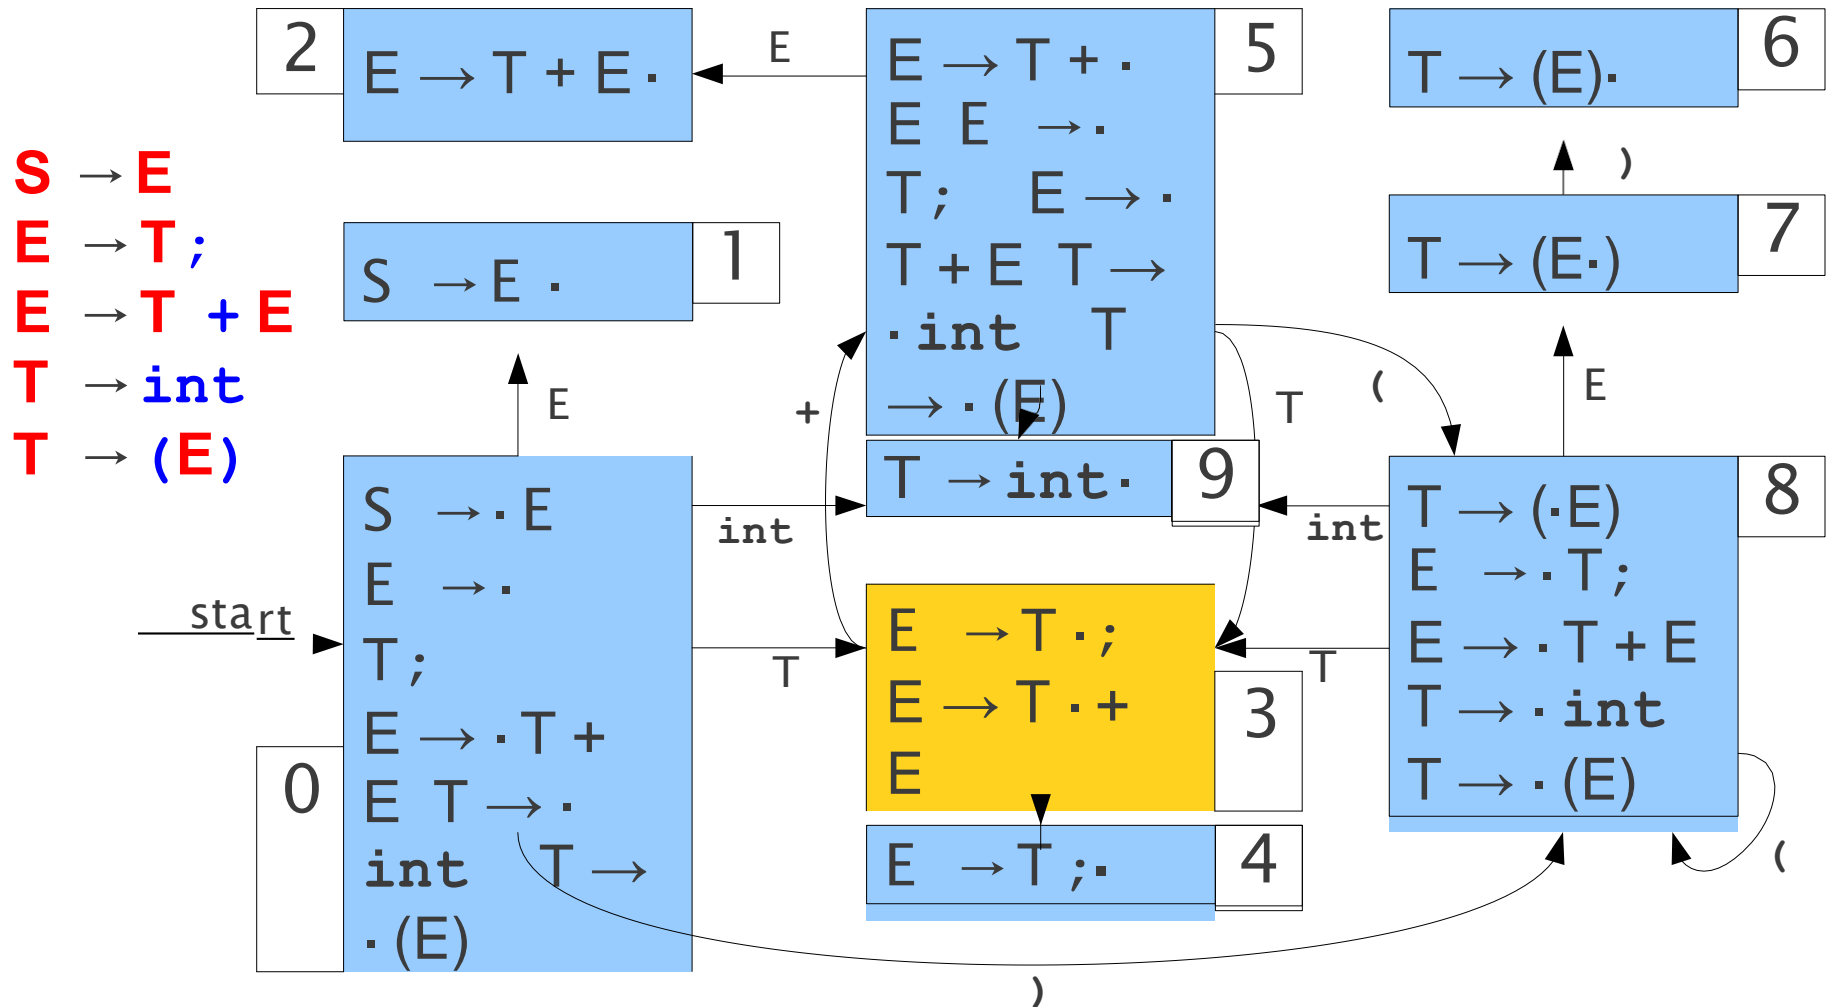 S → E
E → T ;
E → T + E
T → int
T → (E)
2
E → T + E ·
E
E → T + ·
E E → ·
T; E → ·
T + E T →
· int T
→ · (E)
5
6
T → (E)·
)
7
T → (E·)
1
S → E ·
E
+
T
(
E
T → int ·
9
int
int
start
0
S → · E
E → ·
T;
E → · T +
E T → ·
int T →
· (E)
T
E → T · ;
E → T · +
E
3
T
8
T → (·E)
E → · T;
E → · T + E
T → · int
T → · (E)
(
E → T ; ·
4
)